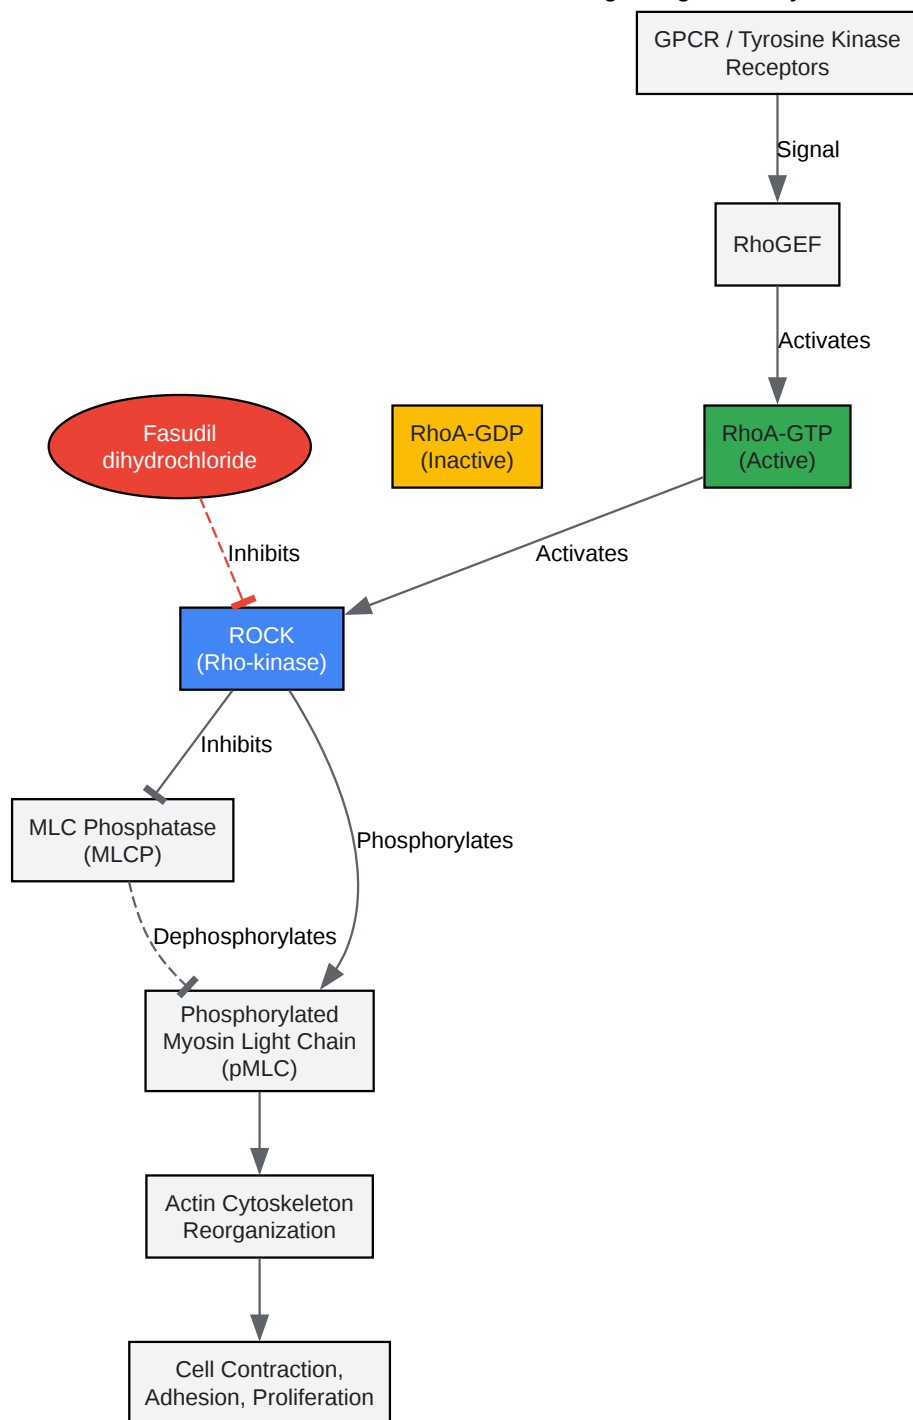 GPCR / Tyrosine Kinase
Receptors
Signal
RhoGEF
Activates
Fasudil
dihydrochloride
RhoA-GDP
(Inactive)
RhoA-GTP
(Active)
Inhibits
Activates
ROCK
(Rho-kinase)
Inhibits
MLC Phosphatase
(MLCP)
Phosphorylates
Dephosphorylates
Phosphorylated
Myosin Light Chain
(pMLC)
Actin Cytoskeleton
Reorganization
Cell Contraction,
Adhesion, Proliferation